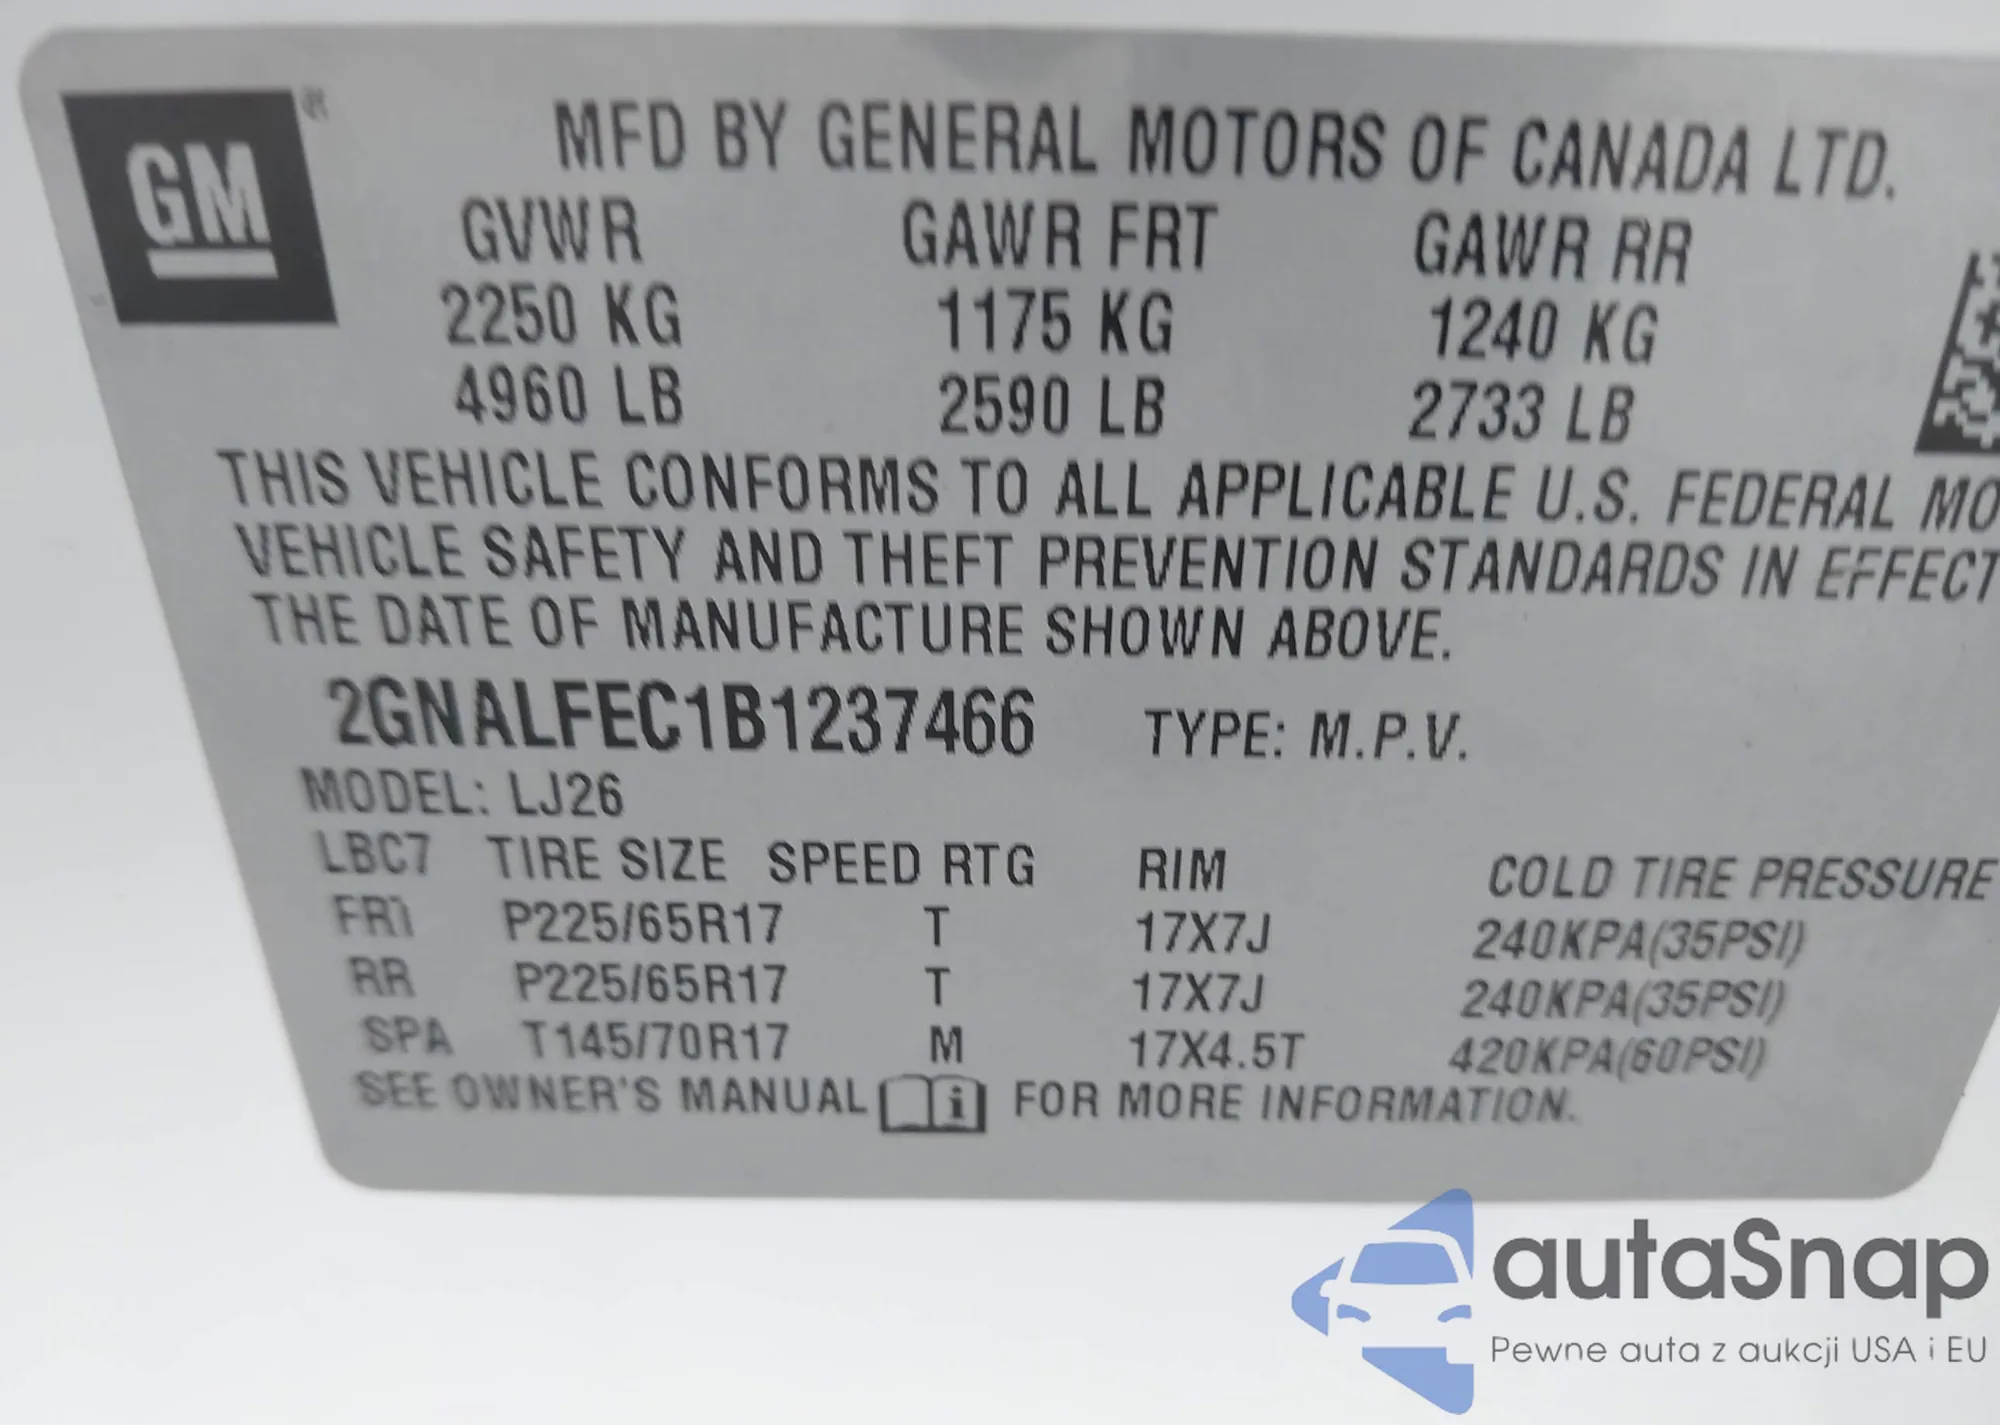 GM
MFD BY GENERAL MOTORS OF CANADA LTD.
GVWR GAWR FRT GAWR RR
2250 KG 1175 KG 1240 KG
4960 LB 2590 LB 2733 LB
THIS VEHICLE CONFORMS TO ALL APPLICABLE U.S. FEDERAL MO
VEHICLE SAFETY AND THEFT PREVENTION STANDARDS IN EFFECT
THE DATE OF MANUFACTURE SHOWN ABOVE.
2GNALFEC1B1237466 TYPE: M.P.V.
MODEL: LJ26
LBC7 TIRE SIZE SPEED RTG RIM COLD TIRE PRESSURE
FRT P225/65R17 T 17X7J 240KPA(35PSI)
RR P225/65R17 T 17X7J 240KPA(35PSI)
SPA T145/70R17 M 17X4.5T 420KPA(60PSI)
SEE OWNER'S MANUAL i FOR MORE INFORMATION.
autaSnap
Pewne auta z aukcji USA i EU